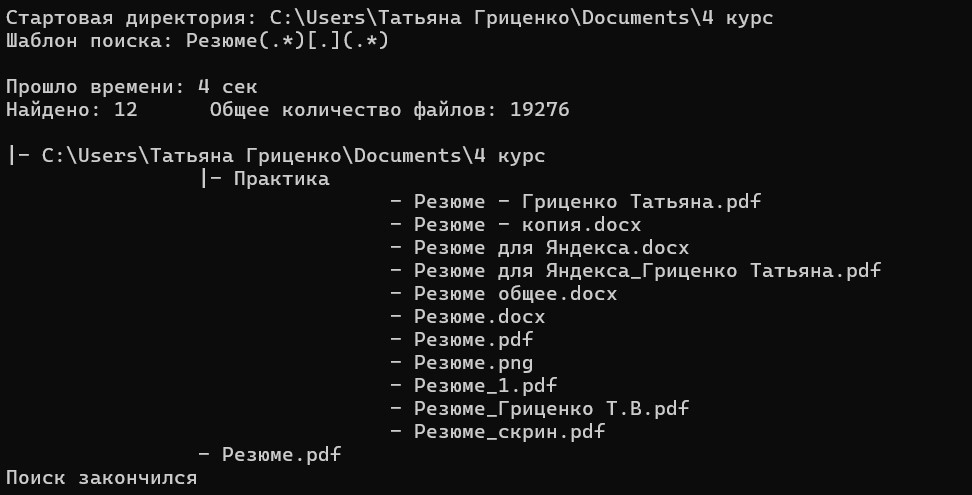 Стартовая директория: C:\Users\Татьяна Гриценко\Documents\4 курс
Шаблон поиска: Резюме(.*)[.](.*)
Прошло времени: 4 сек
Найдено: 12      Общее количество файлов: 19276
|- C:\Users\Татьяна Гриценко\Documents\4 курс
|- Практика
- Резюме - Гриценко Татьяна.pdf
- Резюме - копия.docx
- Резюме для Яндекса.docx
- Резюме для Яндекса_Гриценко Татьяна.pdf
- Резюме общее.docx
- Резюме.docx
- Резюме.pdf
- Резюме.png
- Резюме_1.pdf
- Резюме_Гриценко Т.В.pdf
- Резюме_скрин.pdf
- Резюме.pdf
Поиск закончился